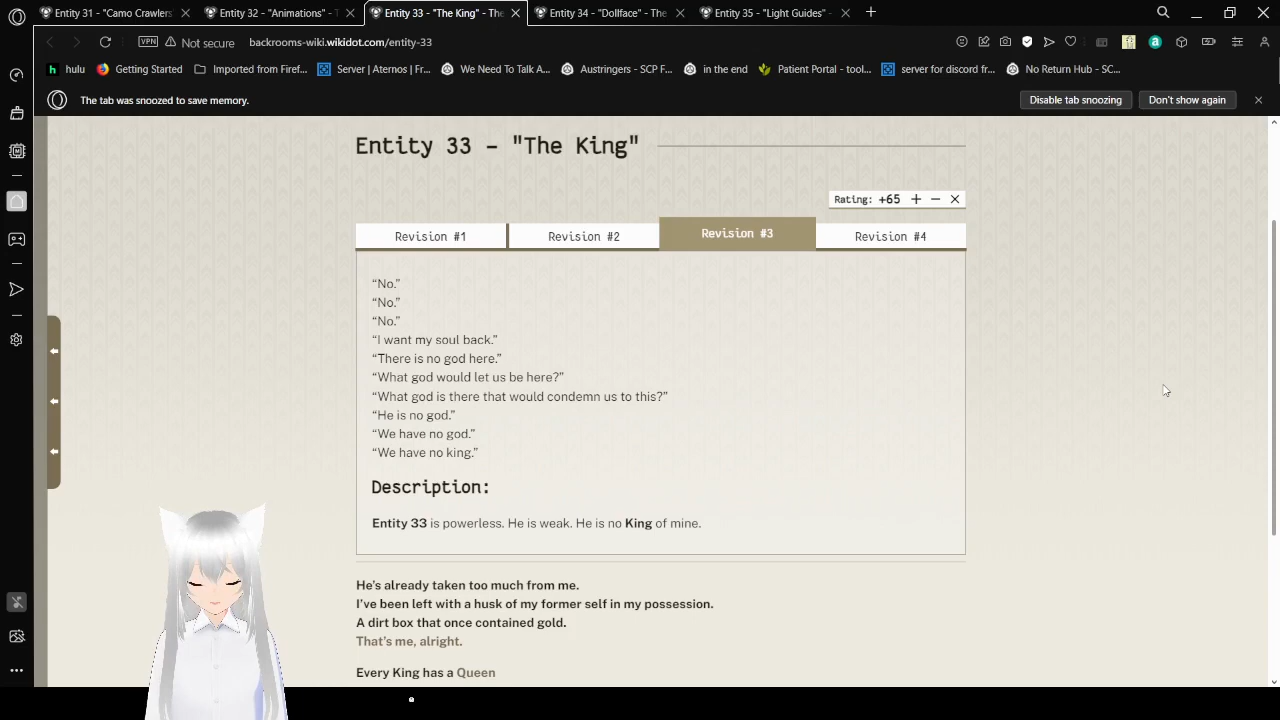 Entity 31 - "Camo Crawlers'
Entity 32 - "Animations" - T
Entity 33 - "The King" - The
Entity 34 - "Dollface" - The
Entity 35 - "Light Guides" -
VPN
Not secure
backrooms-wiki.wikidot.com/entity-33
hulu
Getting Started
Imported from Firef...
Server | Aternos | Fr...
We Need To Talk A...
Austringers - SCP F...
in the end
Patient Portal - tool...
server for discord fr...
No Return Hub - SC...
The tab was snoozed to save memory.
Disable tab snoozing
Don't show again
Entity 33 - "The King"
Rating: +65 + − ×
Revision #1
Revision #2
Revision #3
Revision #4
“No.”
“No.”
“No.”
“I want my soul back.”
“There is no god here.”
“What god would let us be here?”
“What god is there that would condemn us to this?”
“He is no god.”
“We have no god.”
“We have no king.”
Description:
Entity 33 is powerless. He is weak. He is no King of mine.
He's already taken too much from me.
I've been left with a husk of my former self in my possession.
A dirt box that once contained gold.
That's me, alright.
Every King has a Queen